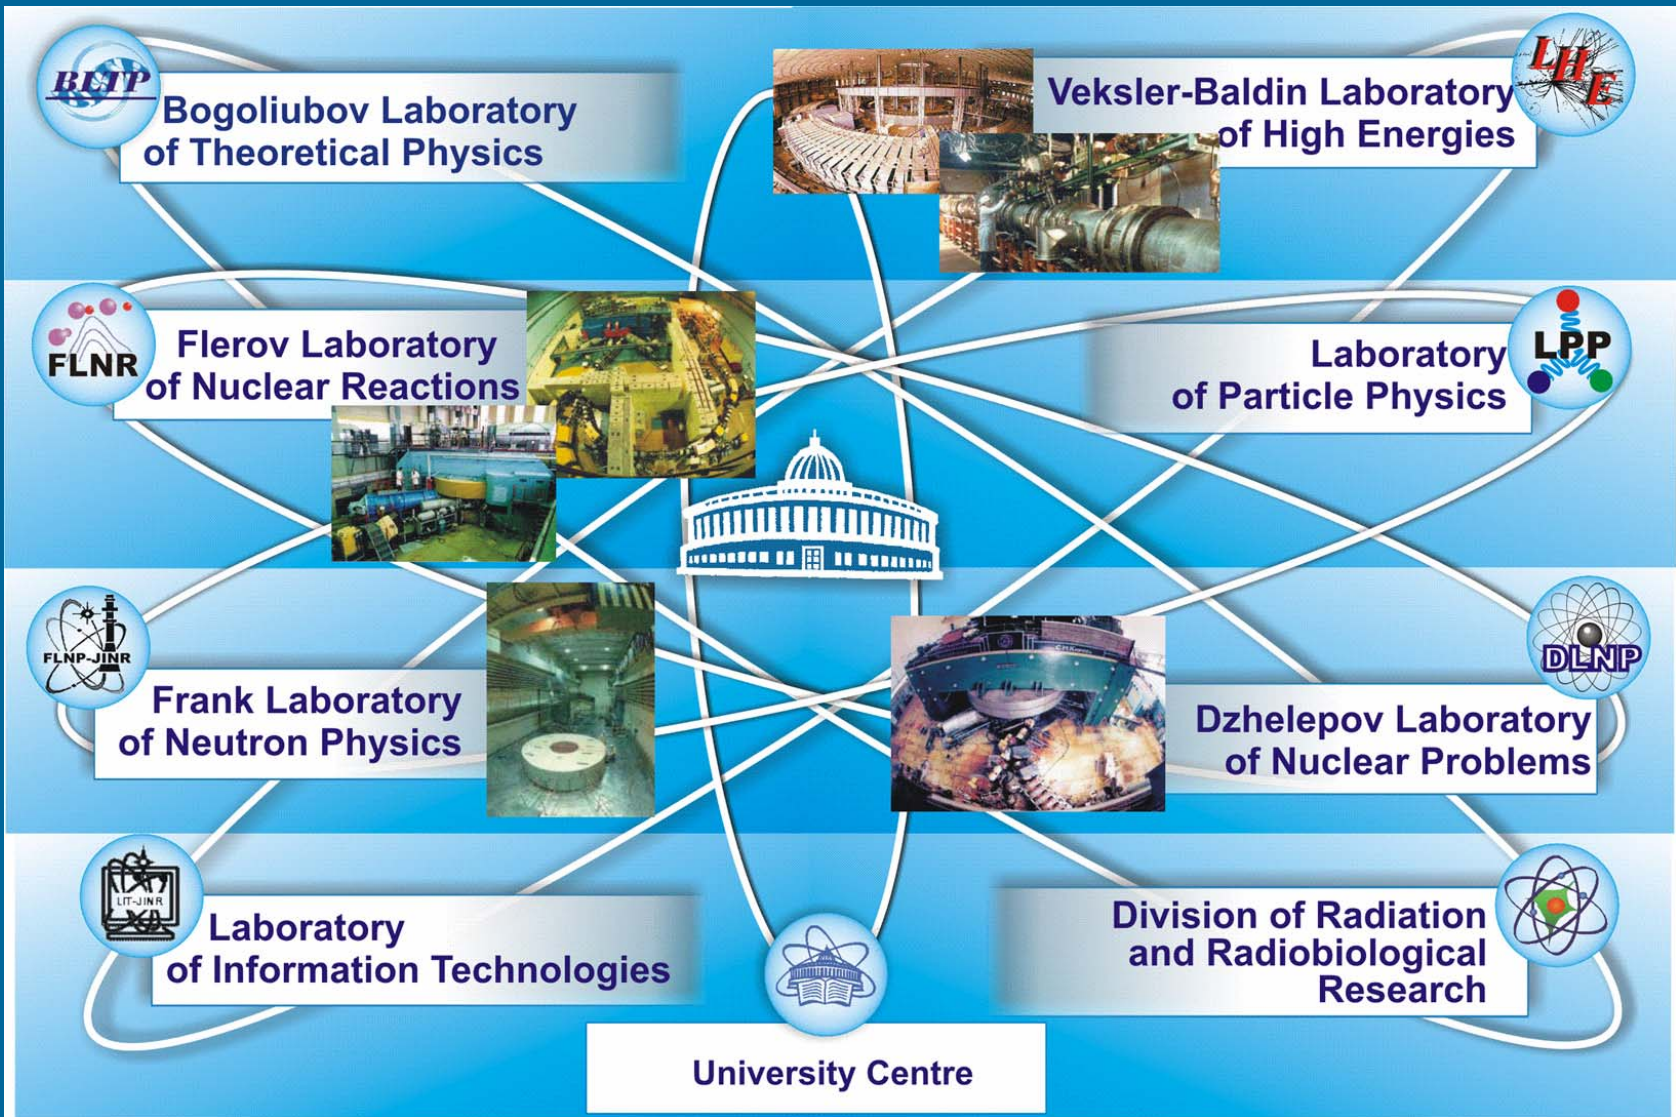 BLTP
Bogoliubov Laboratory
of Theoretical Physics
Veksler-Baldin Laboratory
of High Energies
LHE
FLNR
Flerov Laboratory
of Nuclear Reactions
Laboratory
of Particle Physics
LPP
FLNP-JINR
Frank Laboratory
of Neutron Physics
DLNP
Dzhelepov Laboratory
of Nuclear Problems
LIT-JINR
Laboratory
of Information Technologies
Division of Radiation
and Radiobiological
Research
University Centre